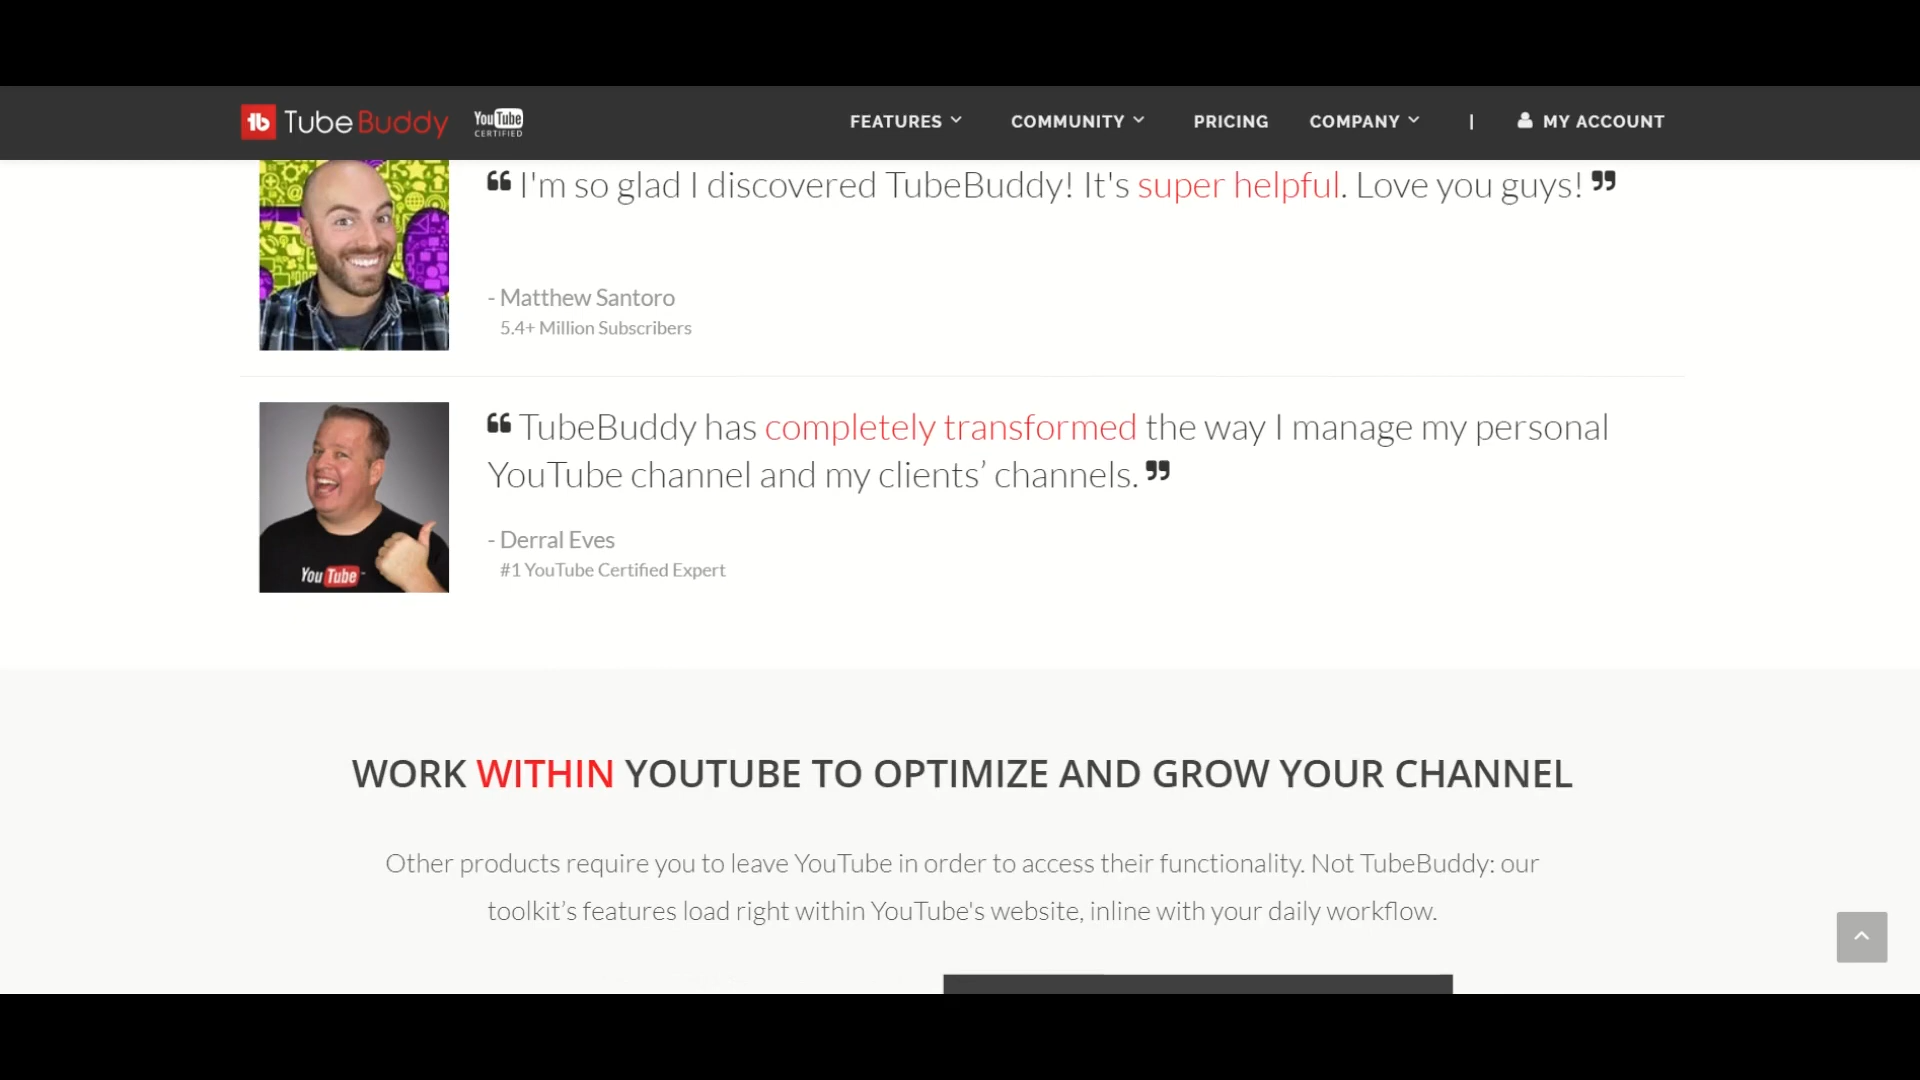 TubeBuddy YouTube CERTIFIED FEATURES COMMUNITY PRICING COMPANY | MY ACCOUNT
“ I'm so glad I discovered TubeBuddy! It's super helpful. Love you guys! ”
- Matthew Santoro
5.4+ Million Subscribers
“ TubeBuddy has completely transformed the way I manage my personal
YouTube channel and my clients’ channels. ”
- Derral Eves
#1 YouTube Certified Expert
YouTube
WORK WITHIN YOUTUBE TO OPTIMIZE AND GROW YOUR CHANNEL
Other products require you to leave YouTube in order to access their functionality. Not TubeBuddy: our
toolkit’s features load right within YouTube's website, inline with your daily workflow.